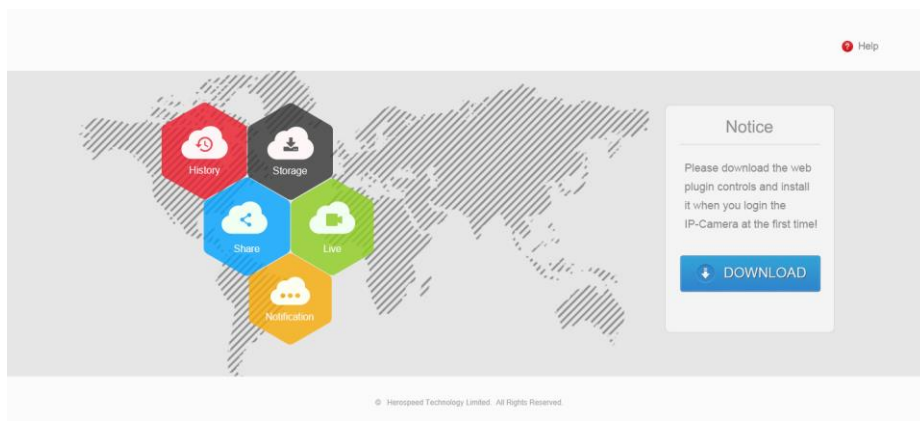 Help
History
Storage
Share
Live
Notification
Notice
Please download the web
plugin controls and install
it when you login the
IP-Camera at the first time!
DOWNLOAD
© Herospeed Technology Limited. All Rights Reserved.